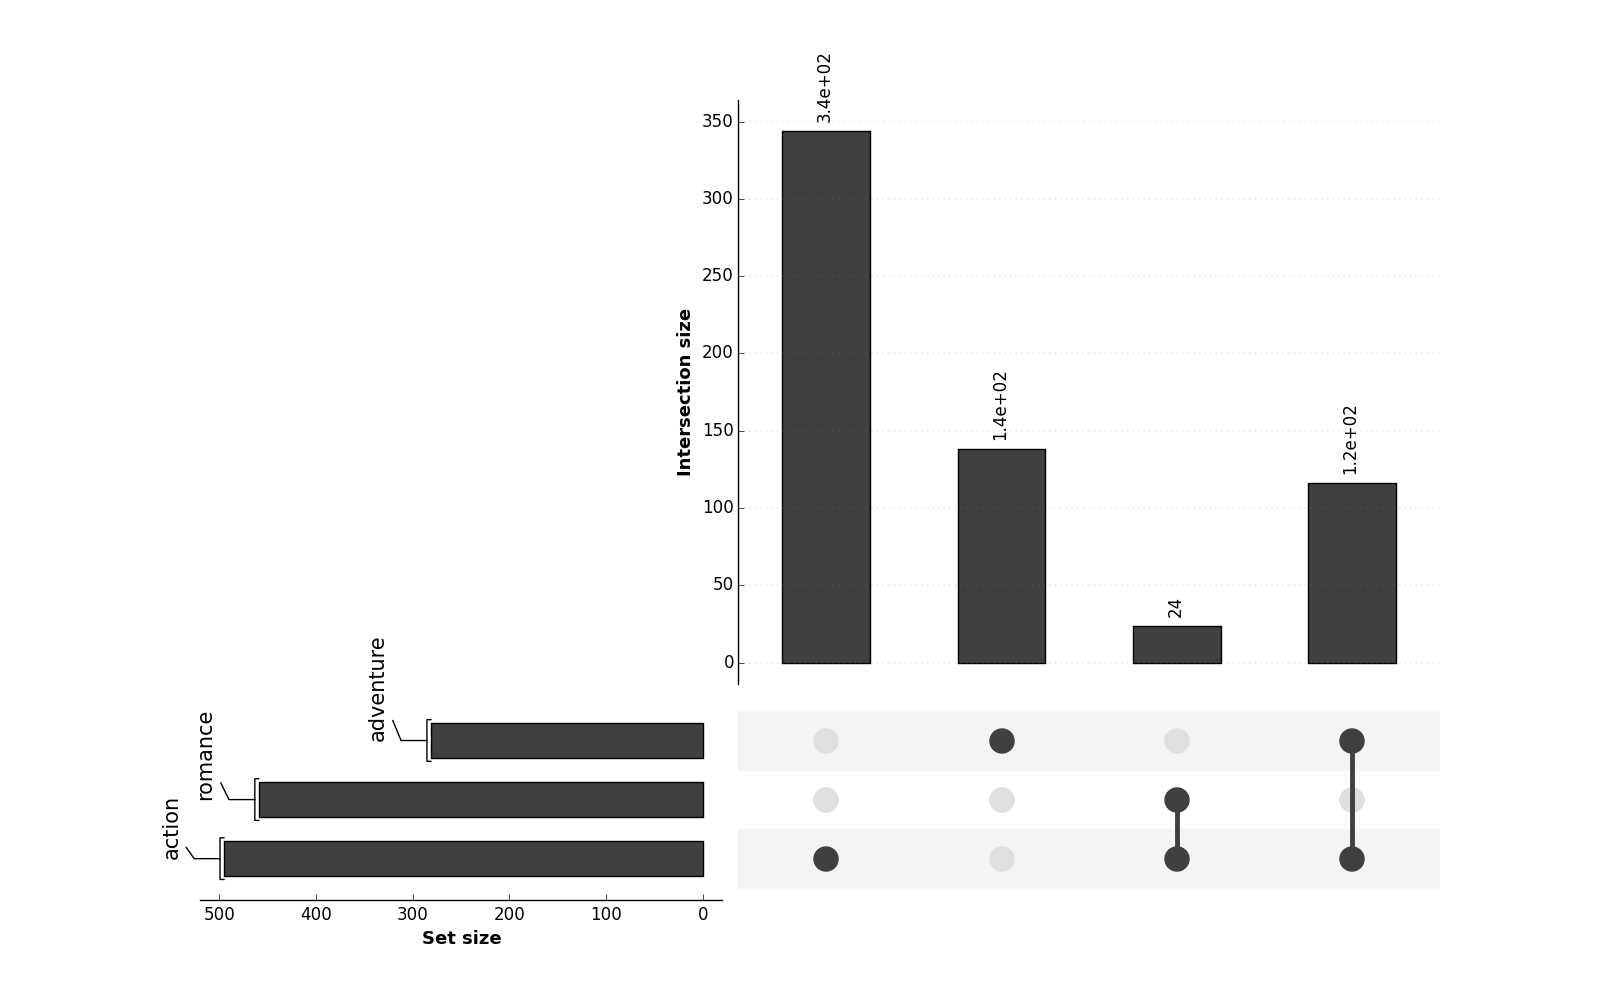 3.4e+02
1.4e+02
24
1.2e+02
350
300
250
200
150
100
50
0
Intersection size
adventure
romance
action
500 400 300 200 100 0
Set size